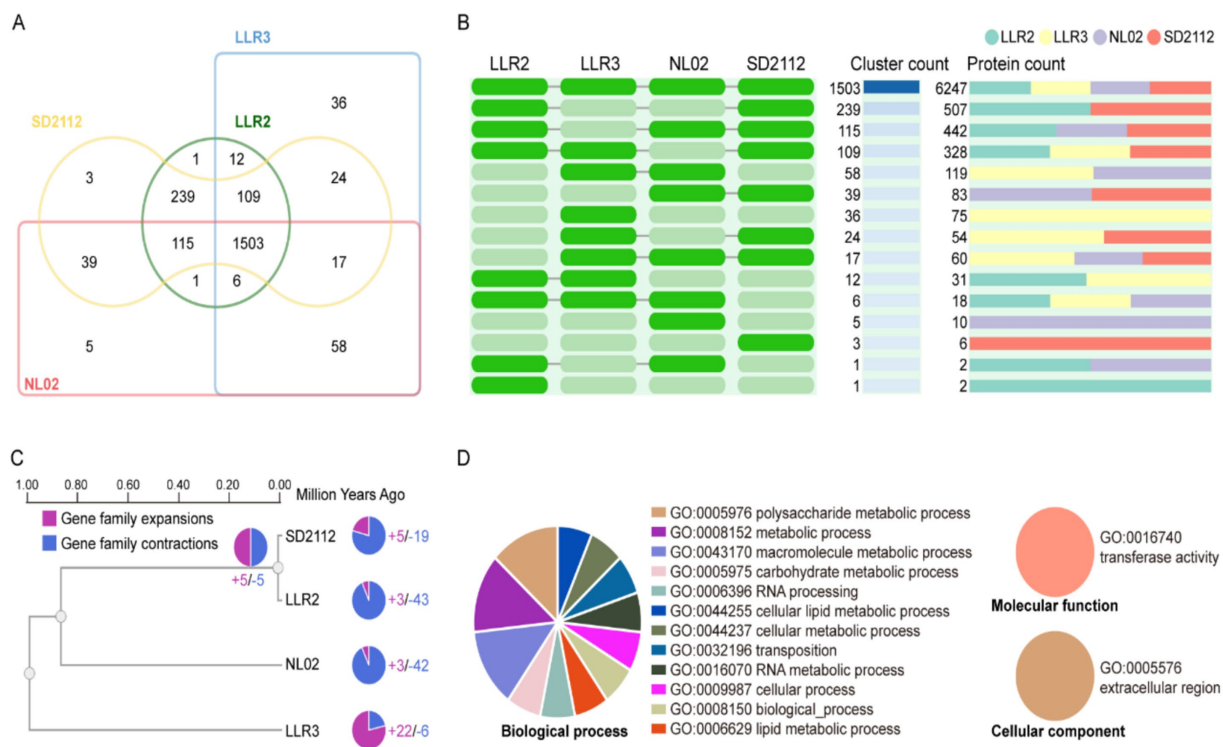 A
LLR3
36
SD2112
LLR2
1
12
3
24
239
109
115
1503
39
17
1
6
5
58
NL02
B
LLR2 LLR3 NL02 SD2112
LLR2 LLR3 NL02 SD2112
Cluster count Protein count
1503 6247
239 507
115 442
109 328
58 119
39 83
36 75
24 54
17 60
12 31
6 18
5 10
3 6
1 2
1 2
C
1.00 0.80 0.60 0.40 0.20 0.00
Million Years Ago
Gene family expansions
Gene family contractions
+5/-5
SD2112 +5/-19
LLR2 +3/-43
NL02 +3/-42
LLR3 +22/-6
D
GO:0005976 polysaccharide metabolic process
GO:0008152 metabolic process
GO:0043170 macromolecule metabolic process
GO:0005975 carbohydrate metabolic process
GO:0006396 RNA processing
GO:0044255 cellular lipid metabolic process
GO:0044237 cellular metabolic process
GO:0032196 transposition
GO:0016070 RNA metabolic process
GO:0009987 cellular process
GO:0008150 biological_process
GO:0006629 lipid metabolic process
Biological process
GO:0016740
transferase activity
Molecular function
GO:0005576
extracellular region
Cellular component